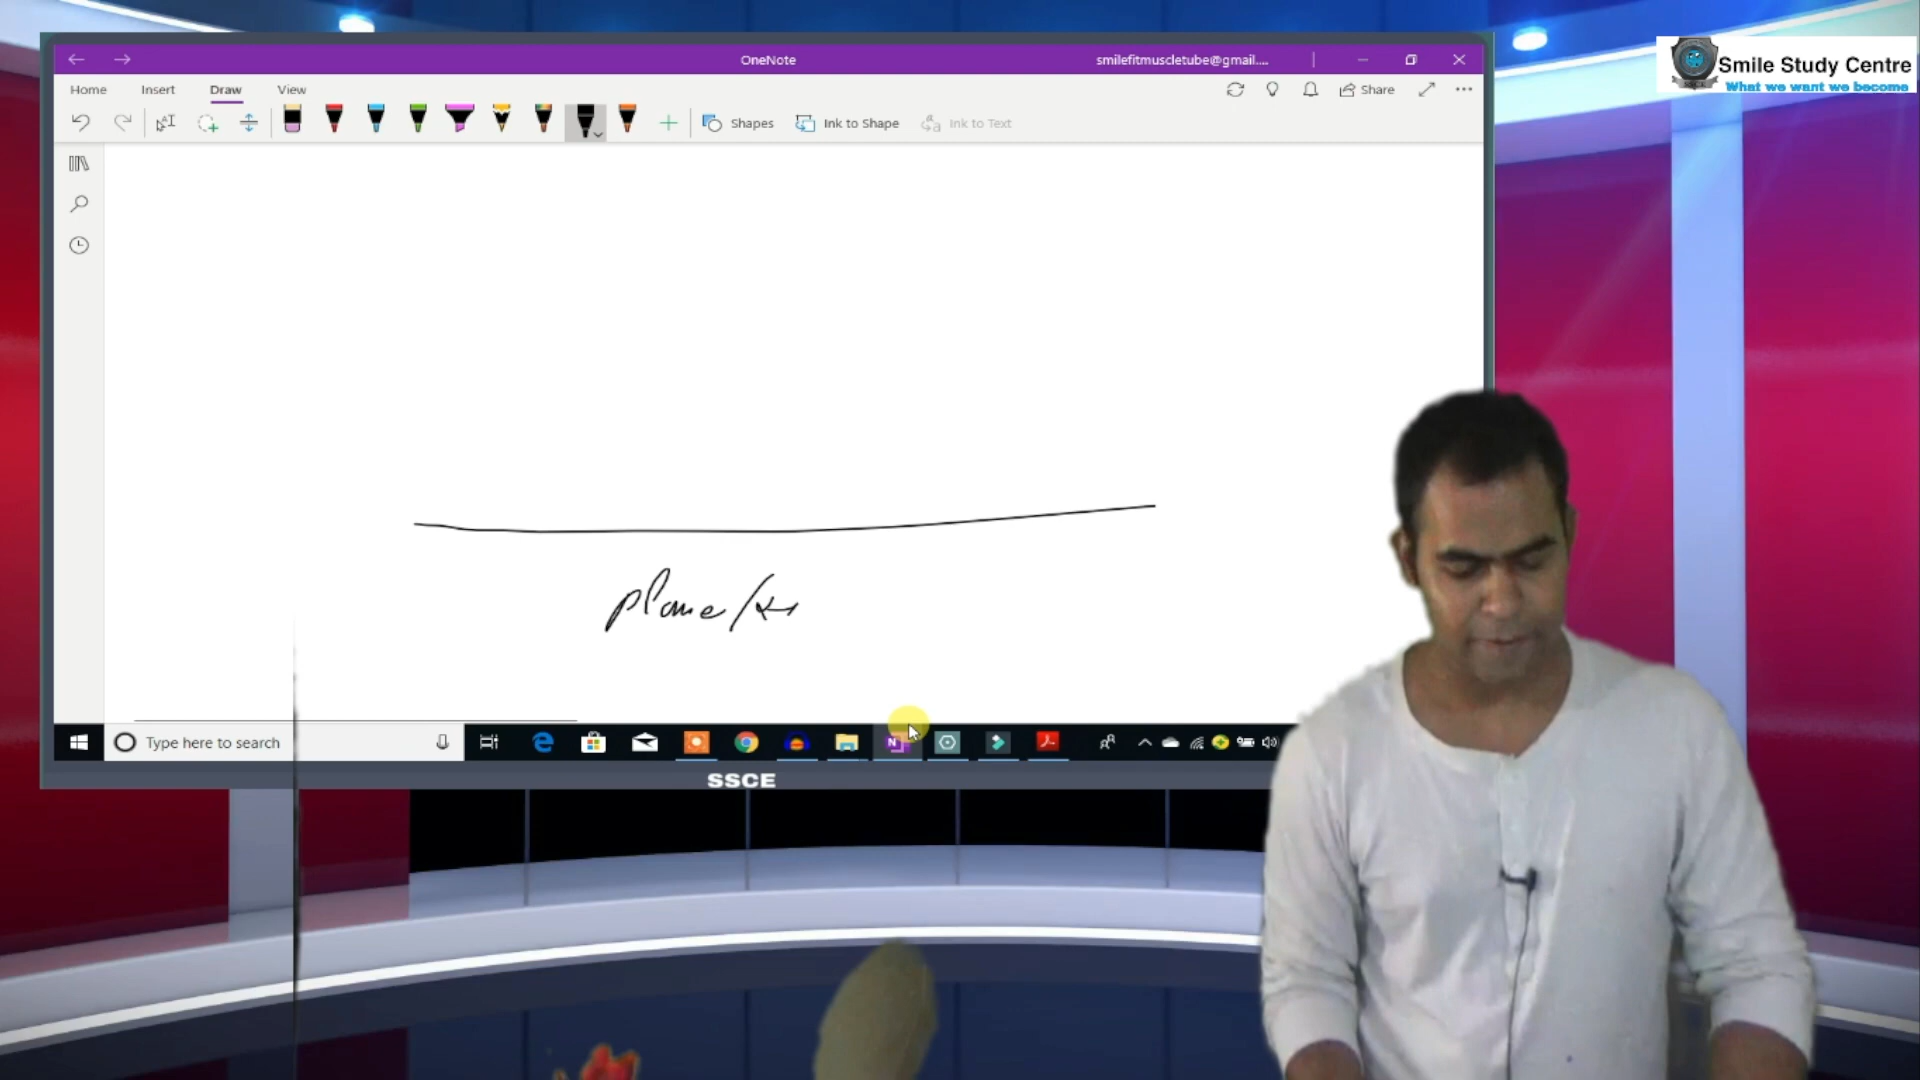 OneNote
smilefitmuscletube@gmail....
Smile Study Centre
What we want we become
Home Insert Draw View
Share
Shapes Ink to Shape Ink to Text
plane/
Type here to search
SSCE